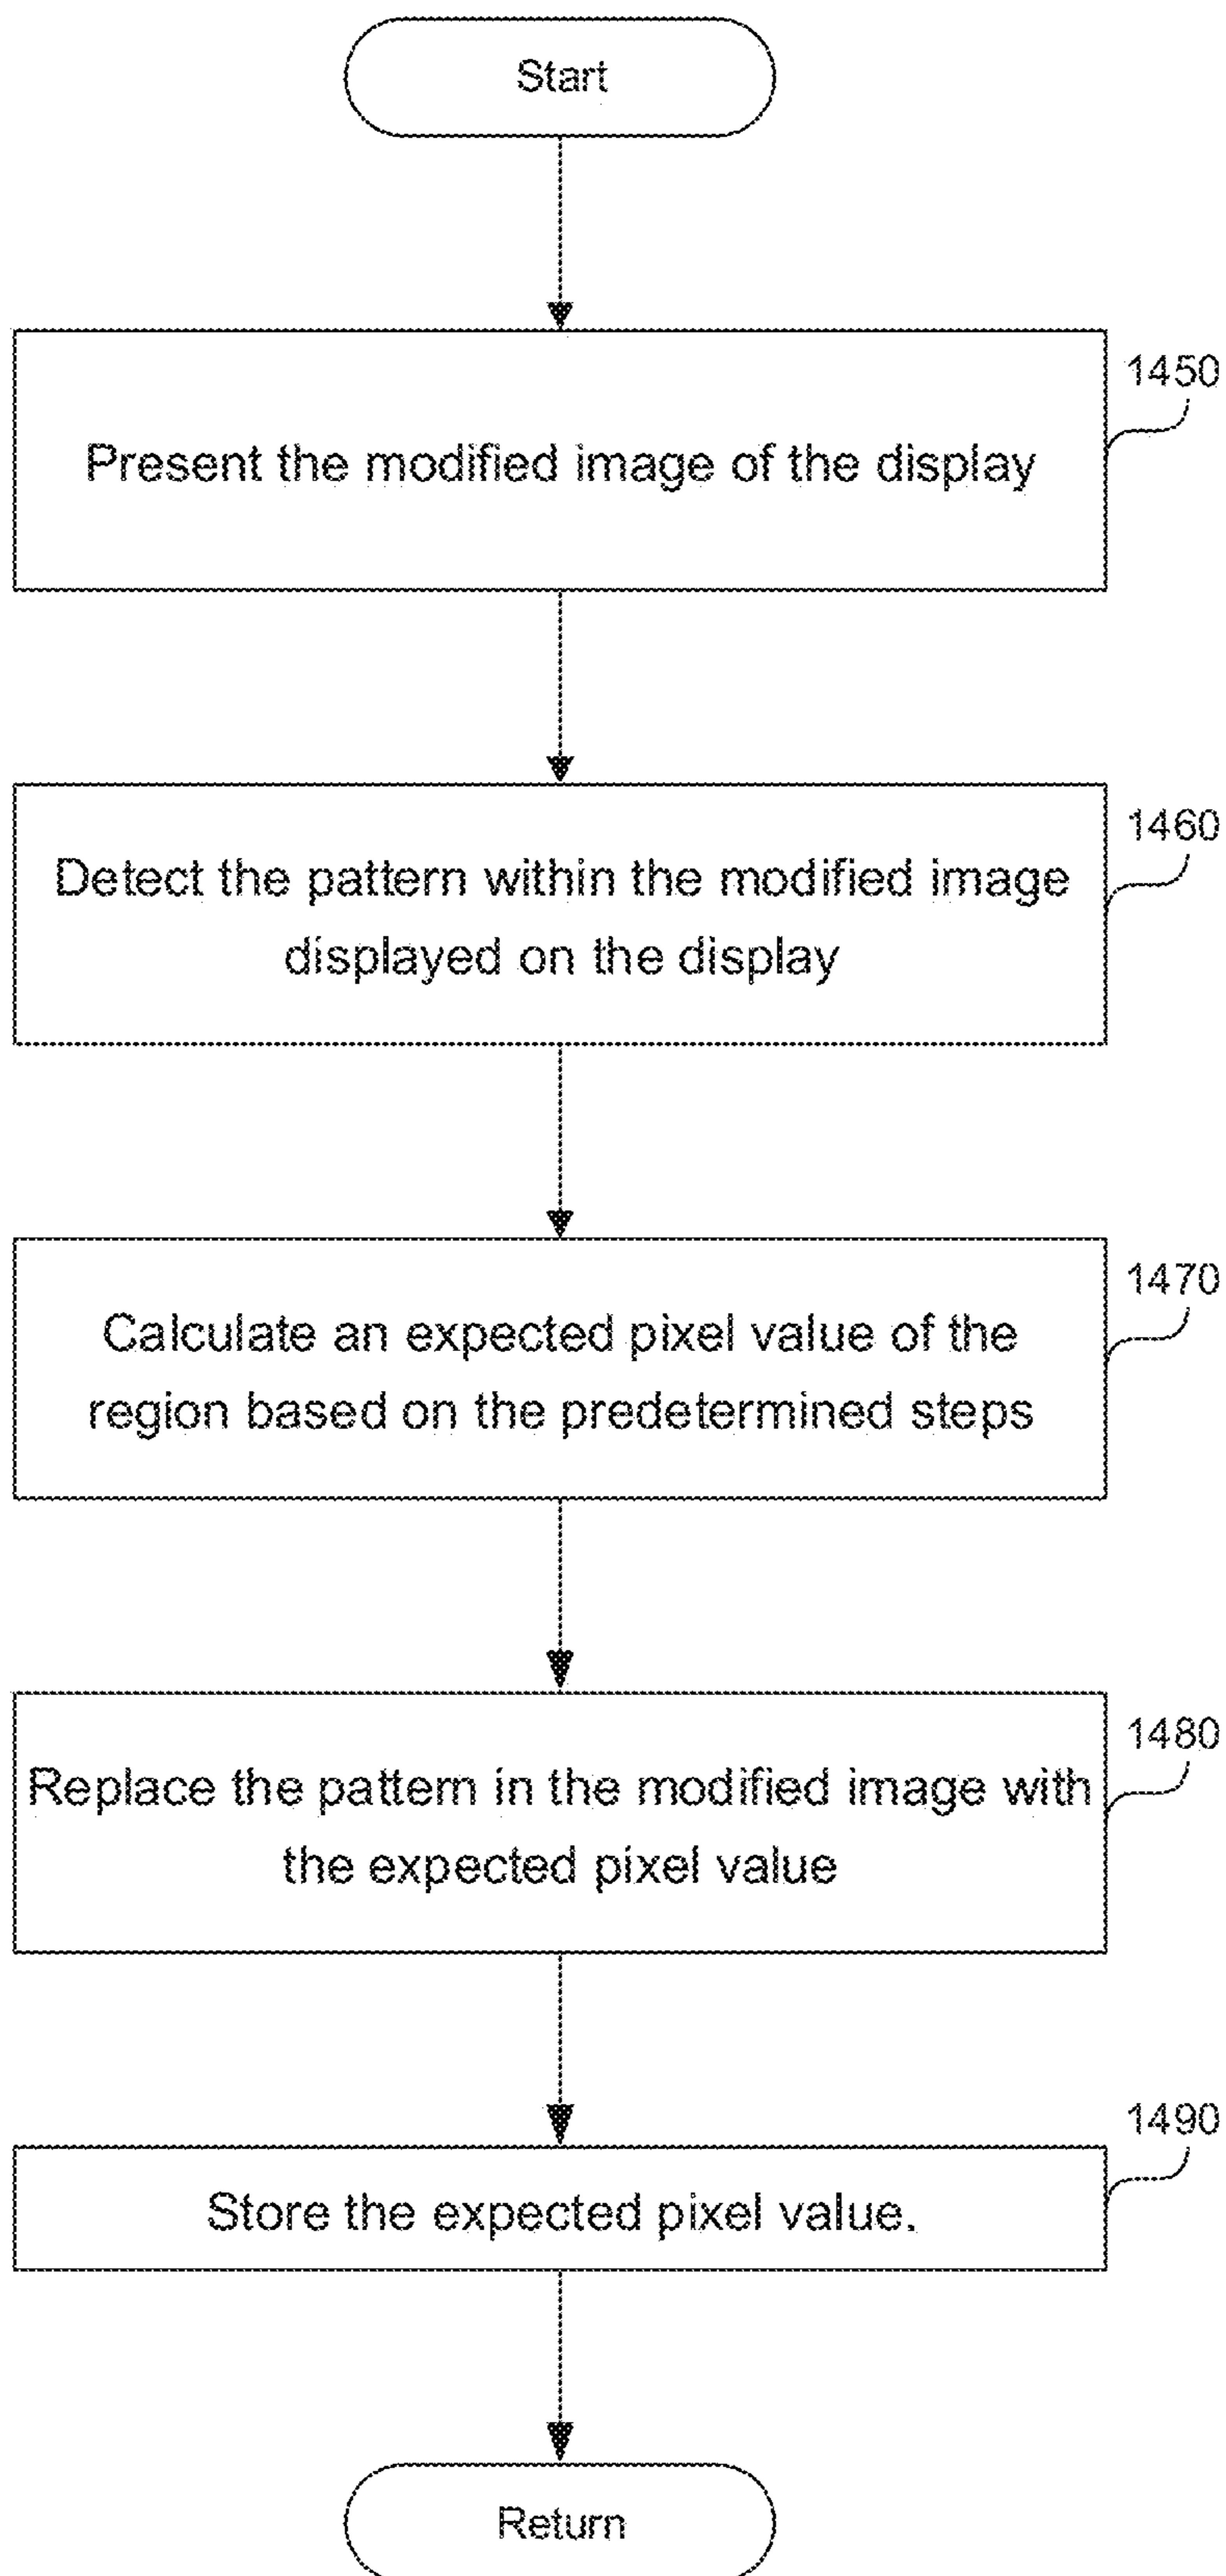 Start
1450
Present the modified image of the display
1460
Detect the pattern within the modified image
displayed on the display
1470
Calculate an expected pixel value of the
region based on the predetermined steps
1480
Replace the pattern in the modified image with
the expected pixel value
1490
Store the expected pixel value.
Return